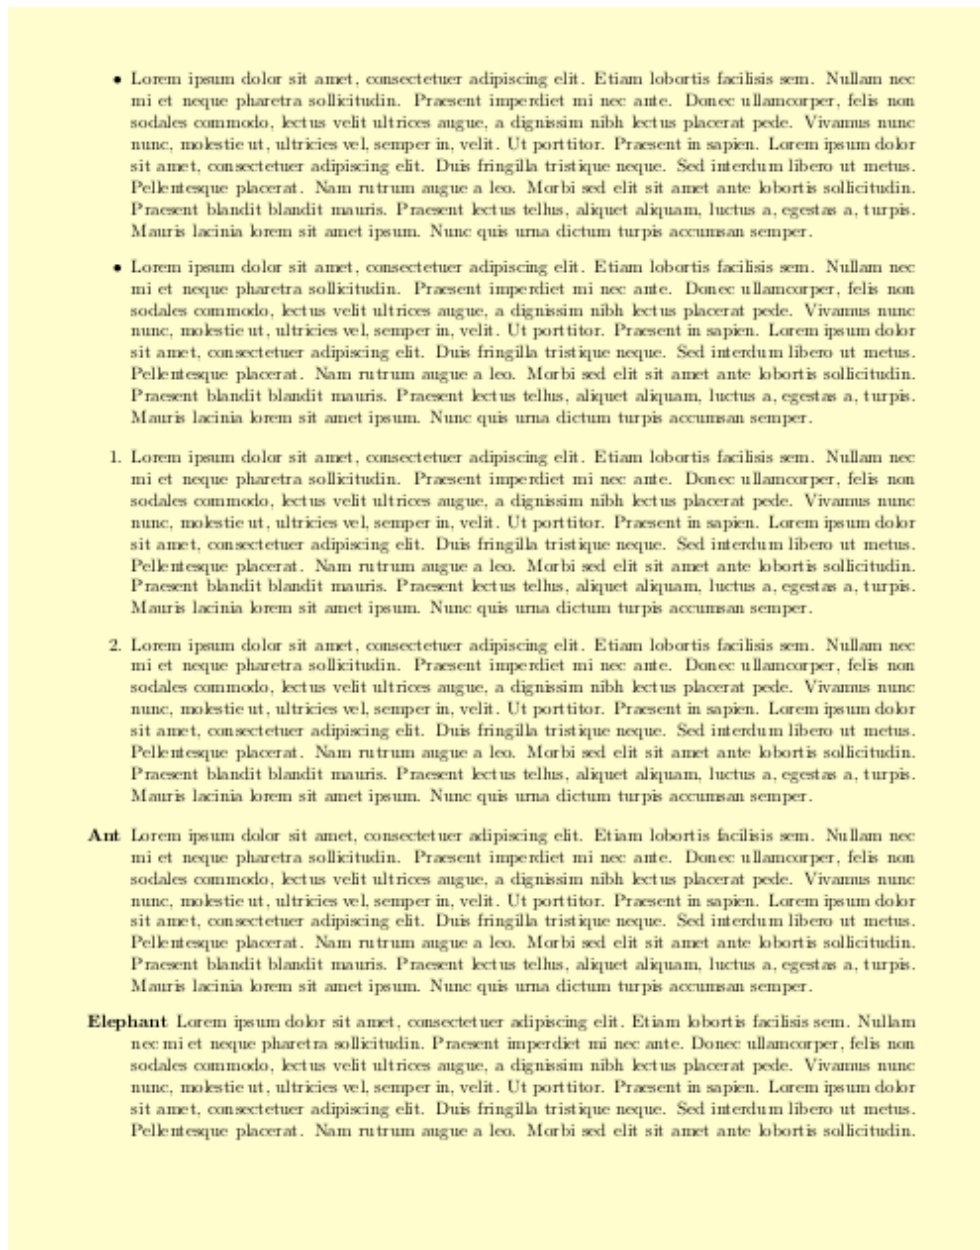 • Lorem ipsum dolor sit amet, consectetuer adipiscing elit. Etiam lobortis facilisis sem. Nullam nec
mi et neque pharetra sollicitudin. Praesent imperdiet mi nec ante. Donec ullamcorper, felis non
sodales commodo, lectus velit ultrices augue, a dignissim nibh lectus placerat pede. Vivamus nunc
nunc, molestie ut, ultricies vel, semper in, velit. Ut porttitor. Praesent in sapien. Lorem ipsum dolor
sit amet, consectetuer adipiscing elit. Duis fringilla tristique neque. Sed interdum libero ut metus.
Pellentesque placerat. Nam rutrum augue a leo. Morbi sed elit sit amet ante lobortis sollicitudin.
Praesent blandit blandit mauris. Praesent lectus tellus, aliquet aliquam, luctus a, egestas a, turpis.
Mauris lacinia lorem sit amet ipsum. Nunc quis urna dictum turpis accumsan semper.
• Lorem ipsum dolor sit amet, consectetuer adipiscing elit. Etiam lobortis facilisis sem. Nullam nec
mi et neque pharetra sollicitudin. Praesent imperdiet mi nec ante. Donec ullamcorper, felis non
sodales commodo, lectus velit ultrices augue, a dignissim nibh lectus placerat pede. Vivamus nunc
nunc, molestie ut, ultricies vel, semper in, velit. Ut porttitor. Praesent in sapien. Lorem ipsum dolor
sit amet, consectetuer adipiscing elit. Duis fringilla tristique neque. Sed interdum libero ut metus.
Pellentesque placerat. Nam rutrum augue a leo. Morbi sed elit sit amet ante lobortis sollicitudin.
Praesent blandit blandit mauris. Praesent lectus tellus, aliquet aliquam, luctus a, egestas a, turpis.
Mauris lacinia lorem sit amet ipsum. Nunc quis urna dictum turpis accumsan semper.
1. Lorem ipsum dolor sit amet, consectetuer adipiscing elit. Etiam lobortis facilisis sem. Nullam nec
mi et neque pharetra sollicitudin. Praesent imperdiet mi nec ante. Donec ullamcorper, felis non
sodales commodo, lectus velit ultrices augue, a dignissim nibh lectus placerat pede. Vivamus nunc
nunc, molestie ut, ultricies vel, semper in, velit. Ut porttitor. Praesent in sapien. Lorem ipsum dolor
sit amet, consectetuer adipiscing elit. Duis fringilla tristique neque. Sed interdum libero ut metus.
Pellentesque placerat. Nam rutrum augue a leo. Morbi sed elit sit amet ante lobortis sollicitudin.
Praesent blandit blandit mauris. Praesent lectus tellus, aliquet aliquam, luctus a, egestas a, turpis.
Mauris lacinia lorem sit amet ipsum. Nunc quis urna dictum turpis accumsan semper.
2. Lorem ipsum dolor sit amet, consectetuer adipiscing elit. Etiam lobortis facilisis sem. Nullam nec
mi et neque pharetra sollicitudin. Praesent imperdiet mi nec ante. Donec ullamcorper, felis non
sodales commodo, lectus velit ultrices augue, a dignissim nibh lectus placerat pede. Vivamus nunc
nunc, molestie ut, ultricies vel, semper in, velit. Ut porttitor. Praesent in sapien. Lorem ipsum dolor
sit amet, consectetuer adipiscing elit. Duis fringilla tristique neque. Sed interdum libero ut metus.
Pellentesque placerat. Nam rutrum augue a leo. Morbi sed elit sit amet ante lobortis sollicitudin.
Praesent blandit blandit mauris. Praesent lectus tellus, aliquet aliquam, luctus a, egestas a, turpis.
Mauris lacinia lorem sit amet ipsum. Nunc quis urna dictum turpis accumsan semper.
Ant Lorem ipsum dolor sit amet, consectetuer adipiscing elit. Etiam lobortis facilisis sem. Nullam nec
mi et neque pharetra sollicitudin. Praesent imperdiet mi nec ante. Donec ullamcorper, felis non
sodales commodo, lectus velit ultrices augue, a dignissim nibh lectus placerat pede. Vivamus nunc
nunc, molestie ut, ultricies vel, semper in, velit. Ut porttitor. Praesent in sapien. Lorem ipsum dolor
sit amet, consectetuer adipiscing elit. Duis fringilla tristique neque. Sed interdum libero ut metus.
Pellentesque placerat. Nam rutrum augue a leo. Morbi sed elit sit amet ante lobortis sollicitudin.
Praesent blandit blandit mauris. Praesent lectus tellus, aliquet aliquam, luctus a, egestas a, turpis.
Mauris lacinia lorem sit amet ipsum. Nunc quis urna dictum turpis accumsan semper.
Elephant Lorem ipsum dolor sit amet, consectetuer adipiscing elit. Etiam lobortis facilisis sem. Nullam
nec mi et neque pharetra sollicitudin. Praesent imperdiet mi nec ante. Donec ullamcorper, felis non
sodales commodo, lectus velit ultrices augue, a dignissim nibh lectus placerat pede. Vivamus nunc
nunc, molestie ut, ultricies vel, semper in, velit. Ut porttitor. Praesent in sapien. Lorem ipsum dolor
sit amet, consectetuer adipiscing elit. Duis fringilla tristique neque. Sed interdum libero ut metus.
Pellentesque placerat. Nam rutrum augue a leo. Morbi sed elit sit amet ante lobortis sollicitudin.